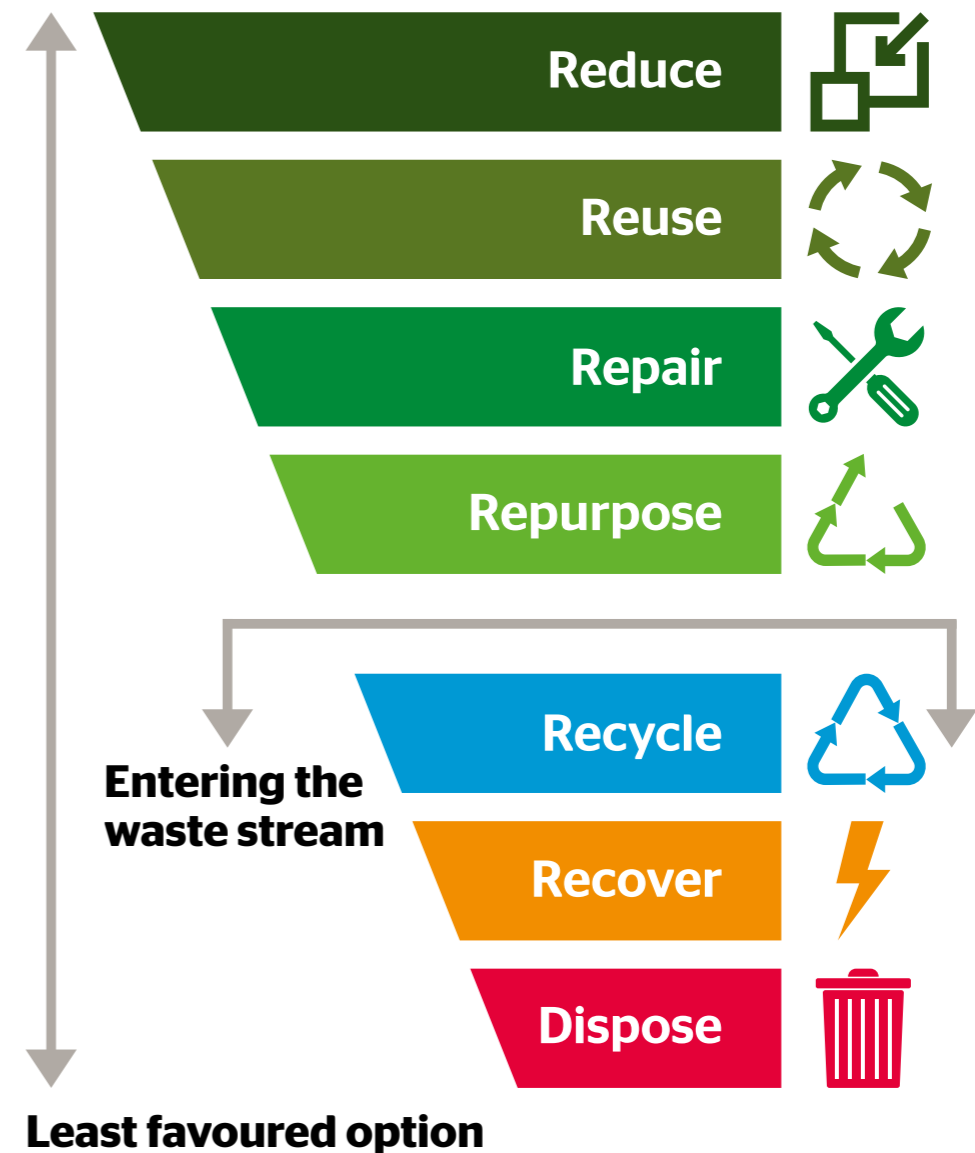 Reduce
Reuse
Repair
Repurpose
Recycle
Entering the
waste stream
Recover
Dispose
Least favoured option